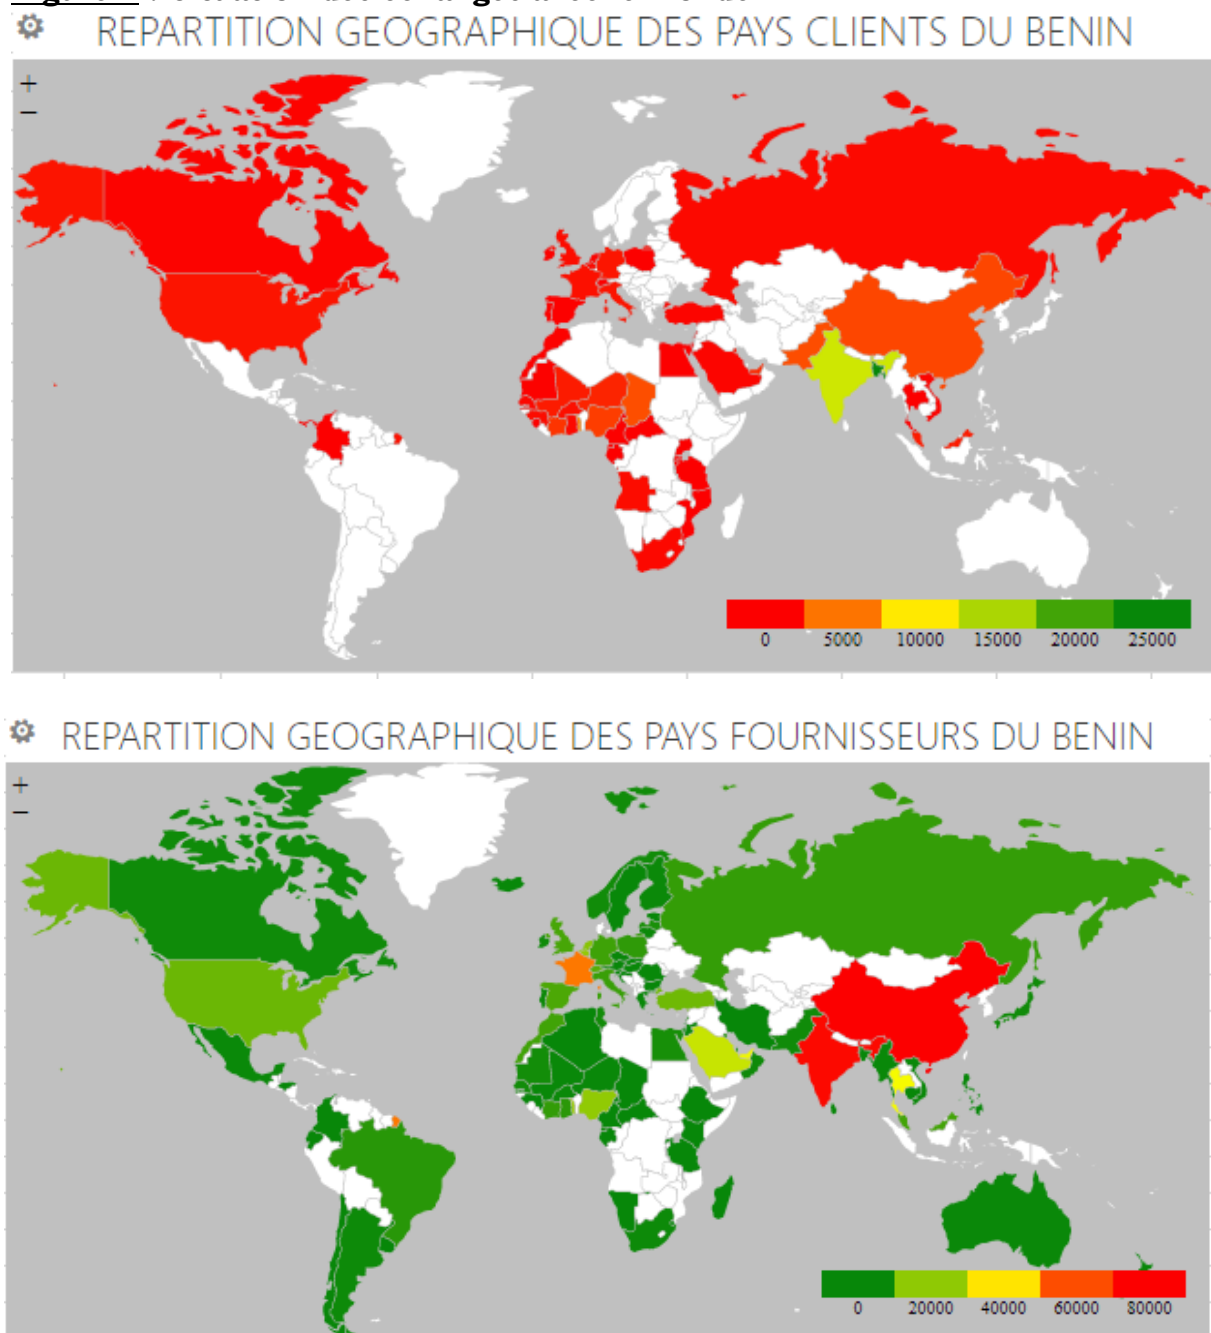 REPARTITION GEOGRAPHIQUE DES PAYS CLIENTS DU BENIN
+
−
0 5000 10000 15000 20000 25000
REPARTITION GEOGRAPHIQUE DES PAYS FOURNISSEURS DU BENIN
+
−
0 20000 40000 60000 80000